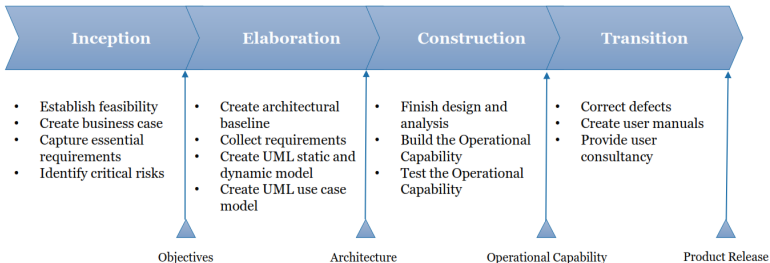 Inception
Elaboration
Construction
Transition
• Establish feasibility
• Create business case
• Capture essential
requirements
• Identify critical risks
• Create architectural
baseline
• Collect requirements
• Create UML static and
dynamic model
• Create UML use case
model
• Finish design and
analysis
• Build the Operational
Capability
• Test the Operational
Capability
• Correct defects
• Create user manuals
• Provide user
consultancy
Objectives
Architecture
Operational Capability
Product Release